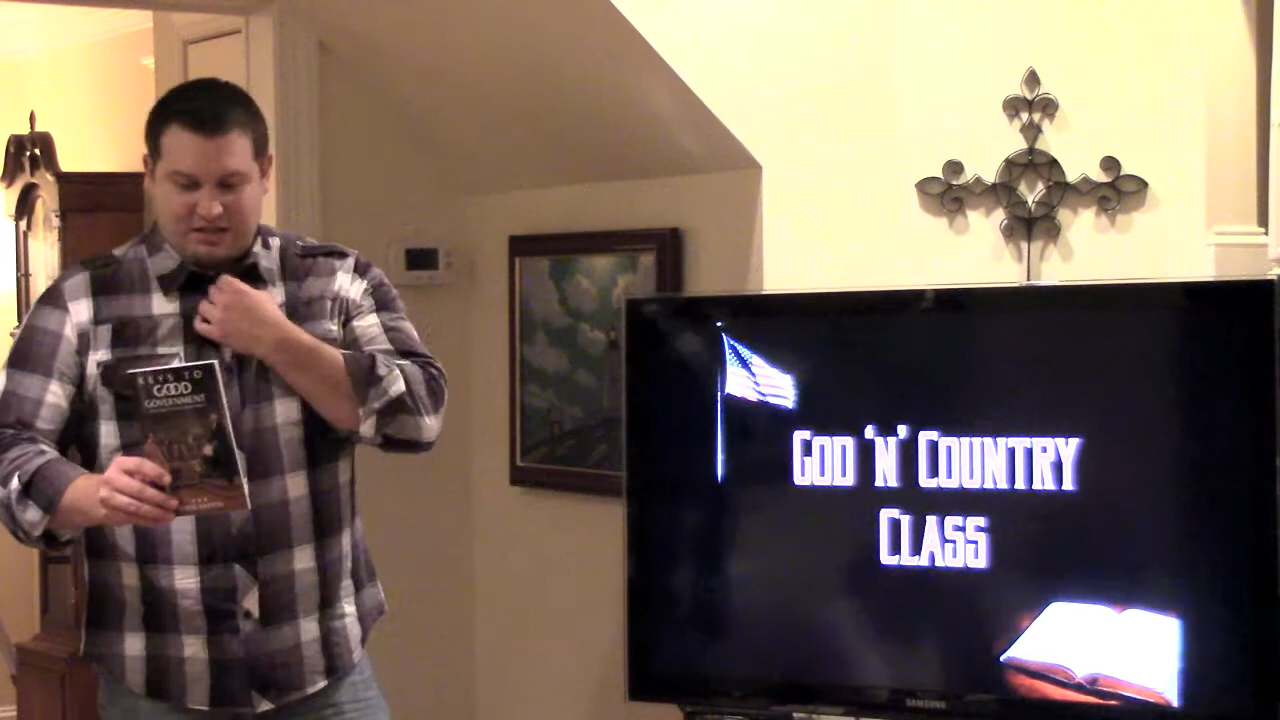 KEYS TO
GOOD
GOVERNMENT
GOD 'N' COUNTRY
CLASS
SAMSUNG